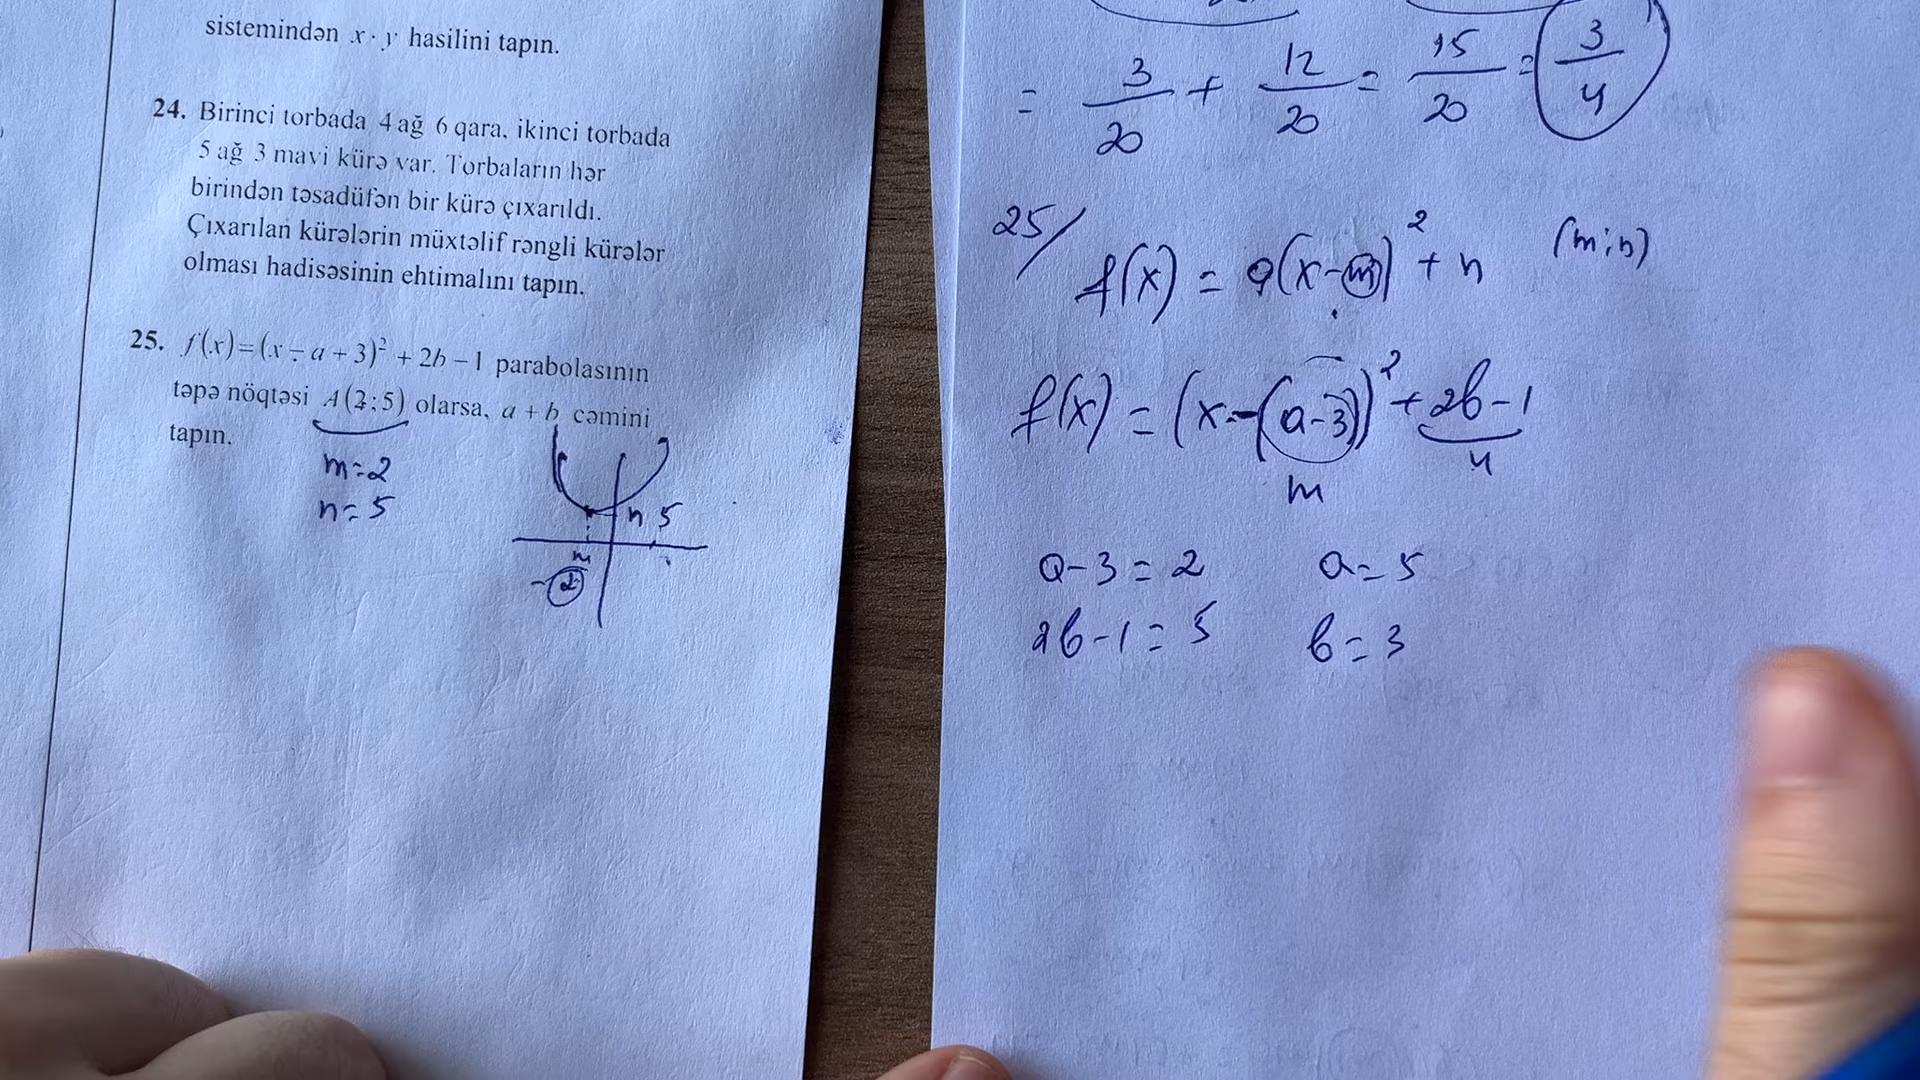 sistemindən x · y hasilini tapın.
24. Birinci torbada 4 ağ 6 qara, ikinci torbada
5 ağ 3 mavi kürə var. Torbaların hər
birindən təsadüfən bir kürə çıxarıldı.
Çıxarılan kürələrin müxtəlif rəngli kürələr
olması hadisəsinin ehtimalını tapın.
25. f(x)=(x-a+3)²+2b-1 parabolasının
təpə nöqtəsi A(2;5) olarsa, a+b cəmini
tapın.
m=2
n=5
n 5
m
-2
= 3/20 + 12/20 = 15/20 = 3/4
25/
f(x) = a(x-m)² + n (m;n)
f(x) = (x-(a-3))² + 2b-1
m
n
a-3=2 a=5
2b-1=5 b=3